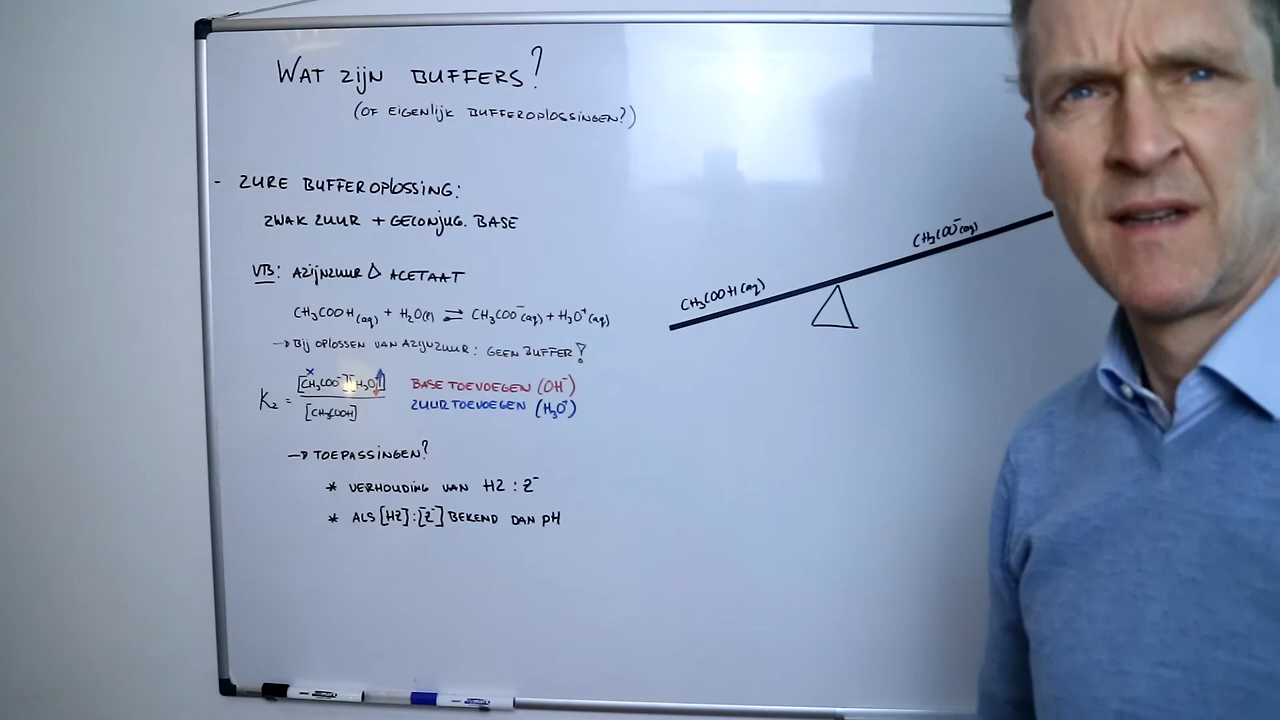 WAT ZIJN BUFFERS?
(OF EIGENLIJK BUFFEROPLOSSINGEN?)
- ZURE BUFFEROPLOSSING:
ZWAK ZUUR + GECONJUG. BASE
VTB: AZIJNZUUR △ ACETAAT
CH₃COOH(aq) + H₂O(l) ⇌ CH₃COO⁻(aq) + H₃O⁺(aq)
→ BIJ OPLOSSEN VAN AZIJNZUUR: GEEN BUFFER!
Kz = [CH₃COO⁻][H₃O⁺] / [CH₃COOH]
BASE TOEVOEGEN (OH⁻)
ZUUR TOEVOEGEN (H₃O⁺)
→ TOEPASSINGEN?
* VERHOUDING VAN HZ : Z⁻
* ALS [HZ]:[Z⁻] BEKEND DAN pH
CH₃COOH(aq)
CH₃COO⁻(aq)